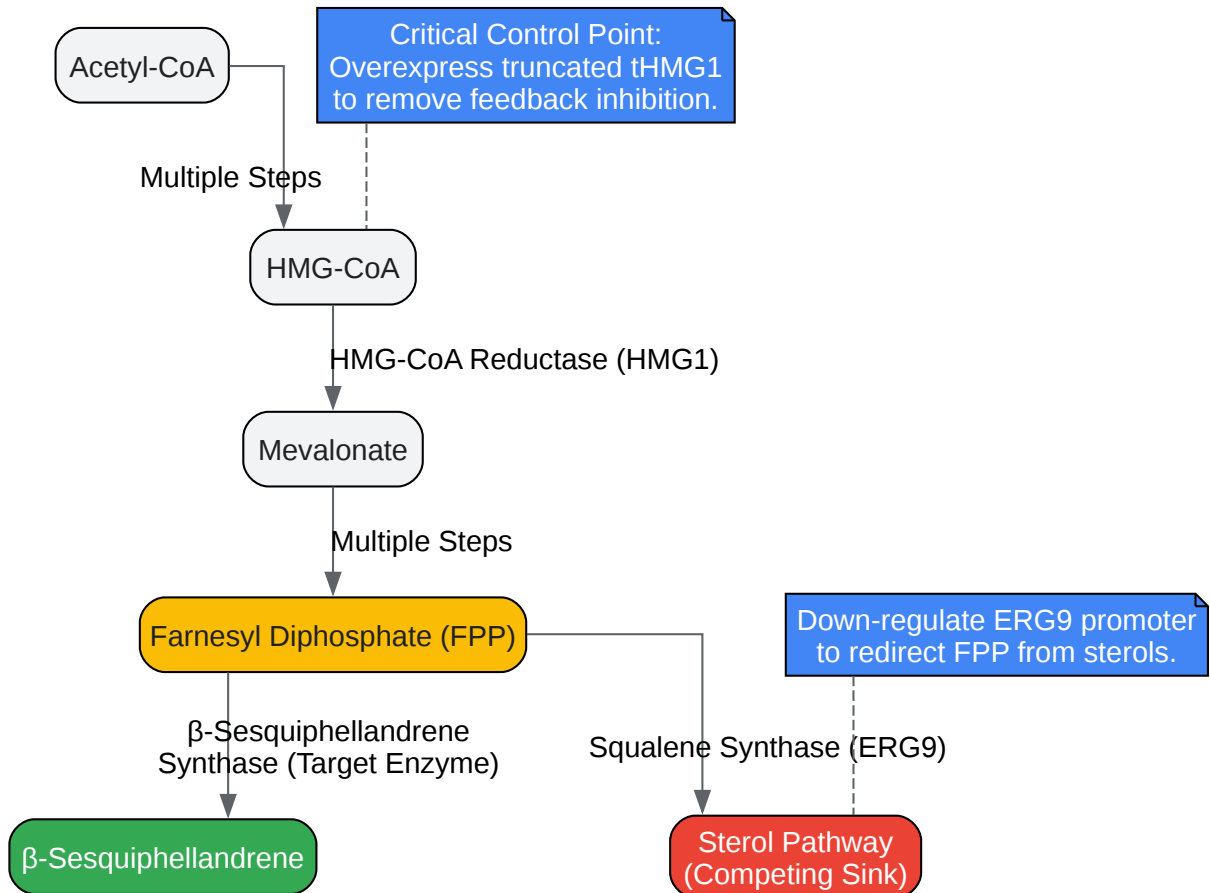 Acetyl-CoA
Critical Control Point:
Overexpress truncated tHMG1
to remove feedback inhibition.
Multiple Steps
HMG-CoA
HMG-CoA Reductase (HMG1)
Mevalonate
Multiple Steps
Farnesyl Diphosphate (FPP)
Down-regulate ERG9 promoter
to redirect FPP from sterols.
β-Sesquiphellandrene
Synthase (Target Enzyme)
Squalene Synthase (ERG9)
β-Sesquiphellandrene
Sterol Pathway
(Competing Sink)